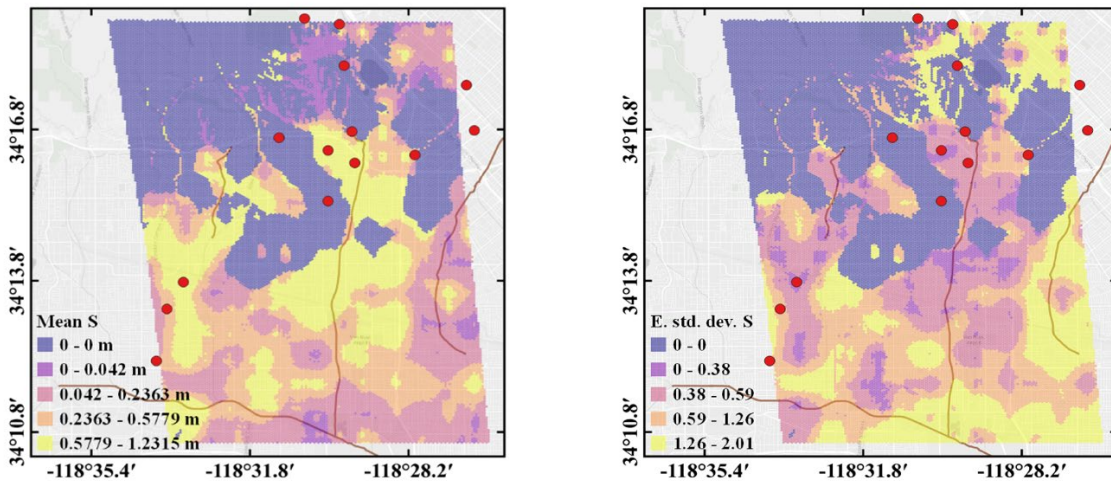 34°16.8'
34°13.8'
34°10.8'
Mean S
0 - 0 m
0 - 0.042 m
0.042 - 0.2363 m
0.2363 - 0.5779 m
0.5779 - 1.2315 m
-118°35.4'
-118°31.8'
-118°28.2'
34°16.8'
34°13.8'
34°10.8'
E. std. dev. S
0 - 0
0 - 0.38
0.38 - 0.59
0.59 - 1.26
1.26 - 2.01
-118°35.4'
-118°31.8'
-118°28.2'